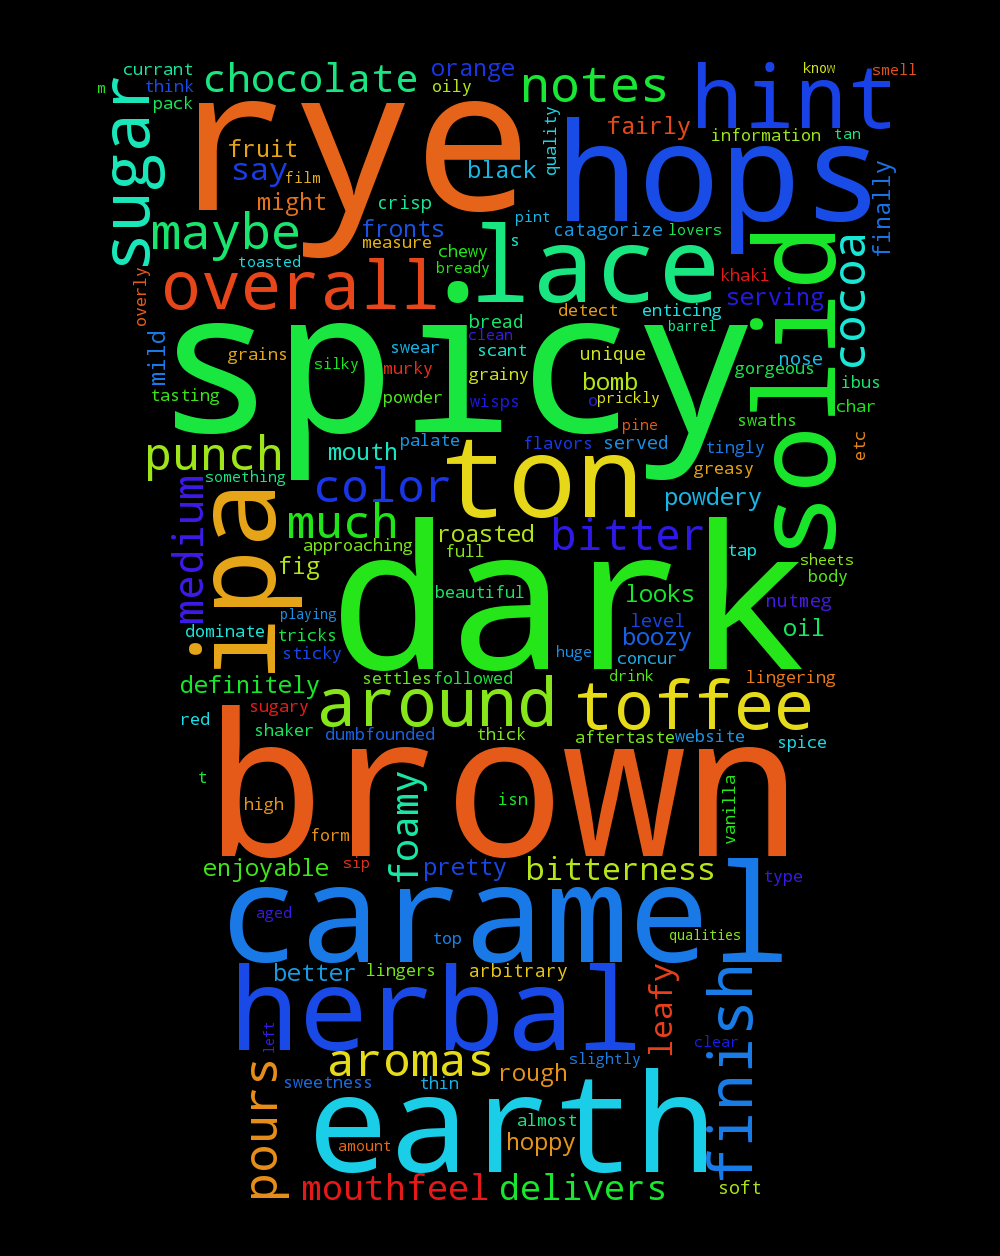 currant
chocolate
orange
know
smell
m
think
oily
notes
hint
pack
sugar
rye
hops
quality
fairly
information
tan
fruit
say
film
black
might
crisp
finally
maybe
fronts
pint
catagorize
lovers
measure
s
toasted
chewy
bready
lace
solid
cocoa
overly
overall
khaki
serving
spicy
detect
enticing
bread
barrel
clean
mild
grains
swear
scant
unique
nose
silky
murky
grainy
bomb
gorgeous
ibus
tasting
powder
wisps
o
prickly
char
pine
swaths
etc
punch
mouth
palate
flavors
served
tingly
ton
something
greasy
medium
ipa
color
powdery
much
roasted
bitter
approaching
full
tap
dark
fig
sheets
body
beautiful
looks
nutmeg
playing
level
oil
dominate
tricks
boozy
sticky
huge
concur
definitely
settles
followed
drink
lingering
around
toffee
red
sugary
shaker
dumbfounded
thick
aftertaste
website
spice
brown
t
foamy
isn
vanilla
high
form
enjoyable
sip
pretty
bitterness
type
caramel
aged
top
qualities
better
lingers
arbitrary
leafy
finish
herbal
left
clear
aromas
slightly
pours
sweetness
thin
rough
earth
almost
amount
hoppy
mouthfeel
delivers
soft